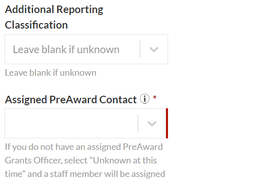 Additional Reporting
Classification
Leave blank if unknown
Leave blank if unknown
Assigned PreAward Contact ⓘ *
If you do not have an assigned PreAward
Grants Officer, select "Unknown at this
time" and a staff member will be assigned